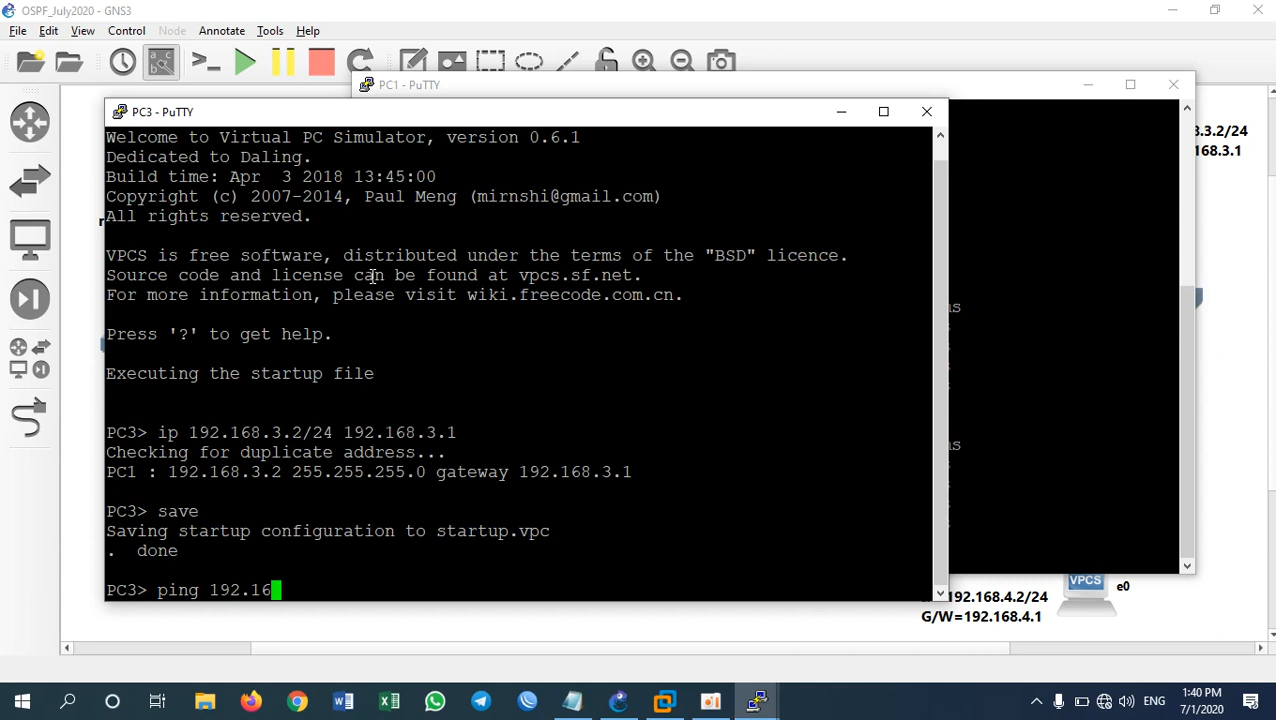 OSPF_July2020 - GNS3
File Edit View Control Node Annotate Tools Help
PC1 - PuTTY
PC3 - PuTTY
Welcome to Virtual PC Simulator, version 0.6.1
Dedicated to Daling.
Build time: Apr  3 2018 13:45:00
Copyright (c) 2007-2014, Paul Meng (mirnshi@gmail.com)
All rights reserved.
VPCS is free software, distributed under the terms of the "BSD" licence.
Source code and license can be found at vpcs.sf.net.
For more information, please visit wiki.freecode.com.cn.
Press '?' to get help.
Executing the startup file
PC3> ip 192.168.3.2/24 192.168.3.1
Checking for duplicate address...
PC1 : 192.168.3.2 255.255.255.0 gateway 192.168.3.1
PC3> save
Saving startup configuration to startup.vpc
.  done
PC3> ping 192.16
.3.2/24
168.3.1
VPCS
e0
192.168.4.2/24
G/W=192.168.4.1
ENG
1:40 PM
7/1/2020